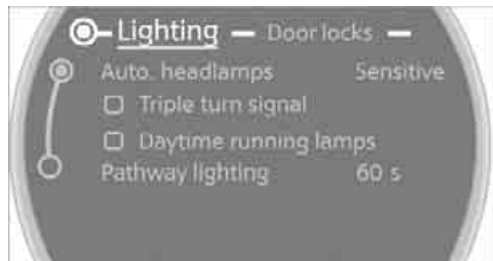 Lighting Door locks
Auto. headlamps Sensitive
Triple turn signal
Daytime running lamps
Pathway lighting 60 s